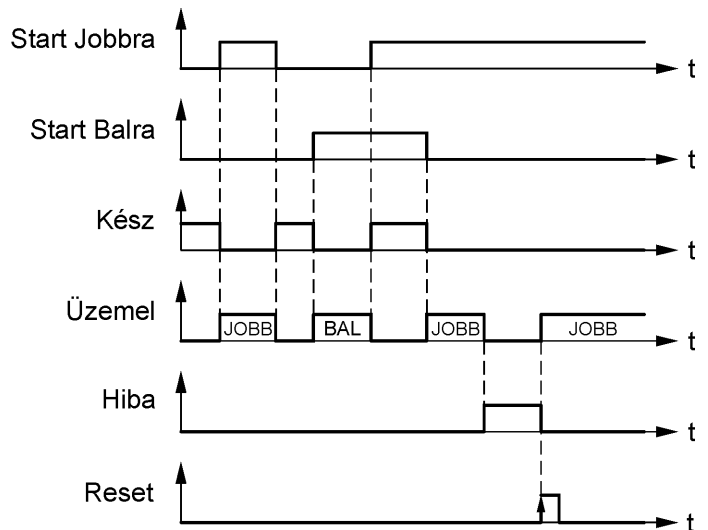 Start Jobbra
t
Start Balra
t
Kész
t
Üzemel
JOBB
BAL
JOBB
JOBB
t
Hiba
t
Reset
t